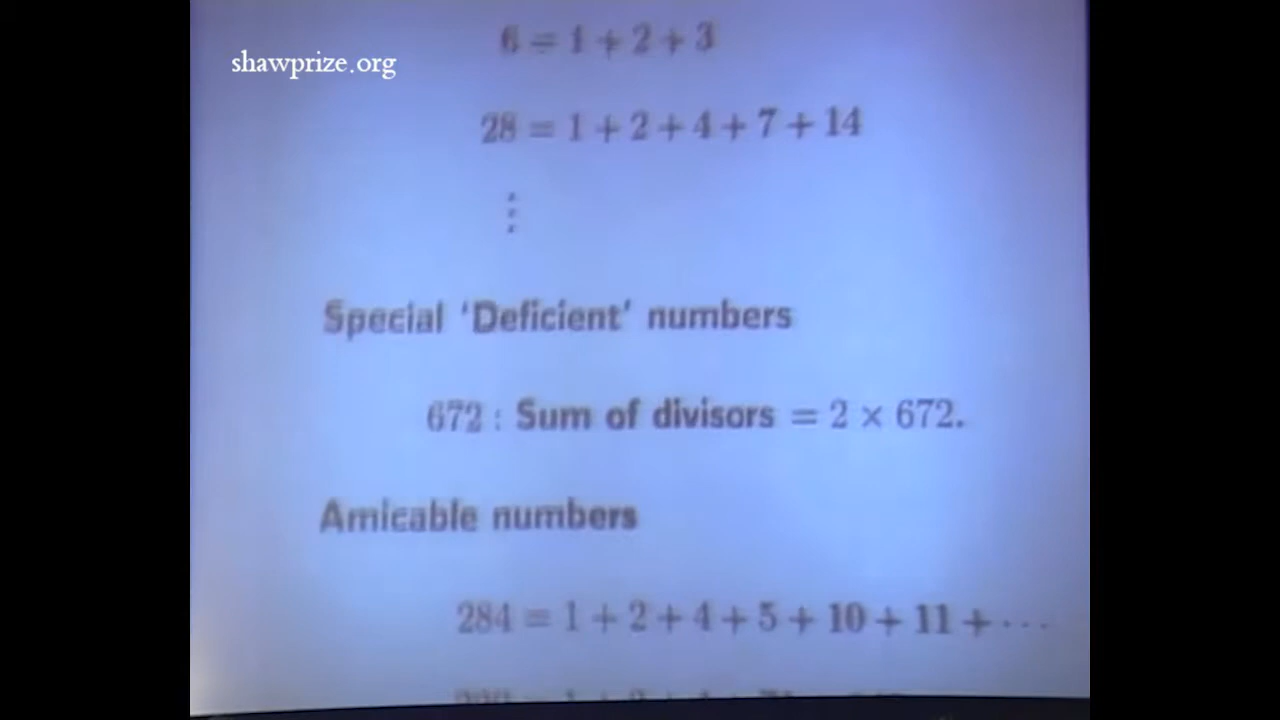 shawprize.org
6 = 1 + 2 + 3
28 = 1 + 2 + 4 + 7 + 14
⋮
Special 'Deficient' numbers
672 : Sum of divisors = 2 × 672.
Amicable numbers
284 = 1 + 2 + 4 + 5 + 10 + 11 + ···